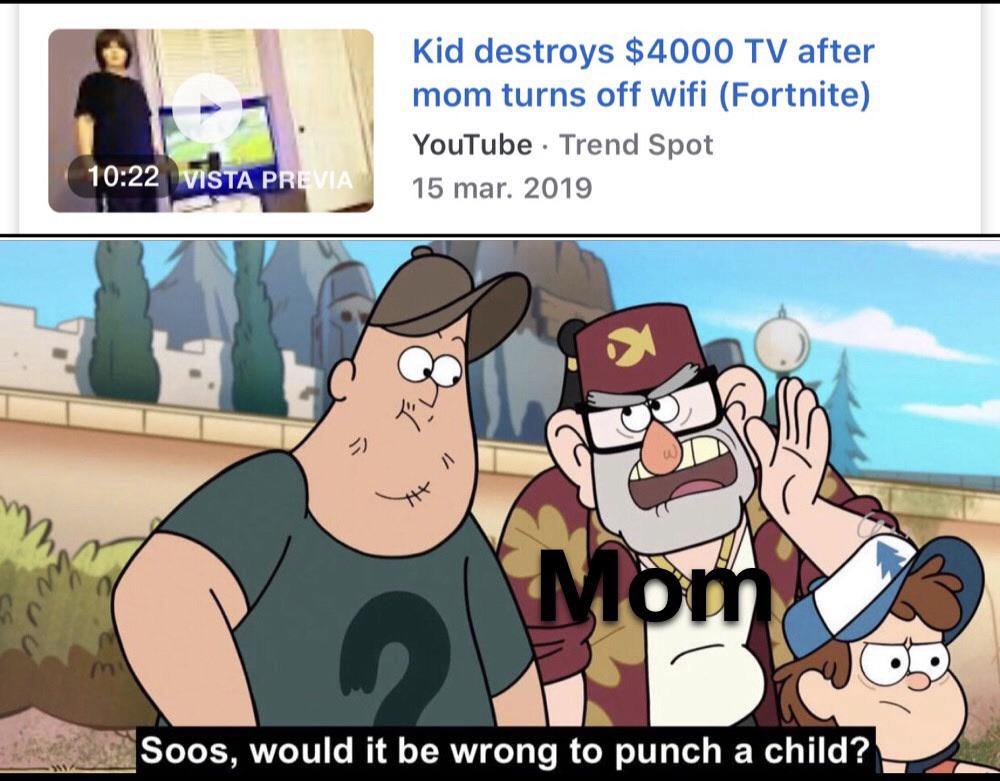 Kid destroys $4000 TV after
mom turns off wifi (Fortnite)
YouTube · Trend Spot
15 mar. 2019
10:22 VISTA PREVIA
Mom
?
Soos, would it be wrong to punch a child?